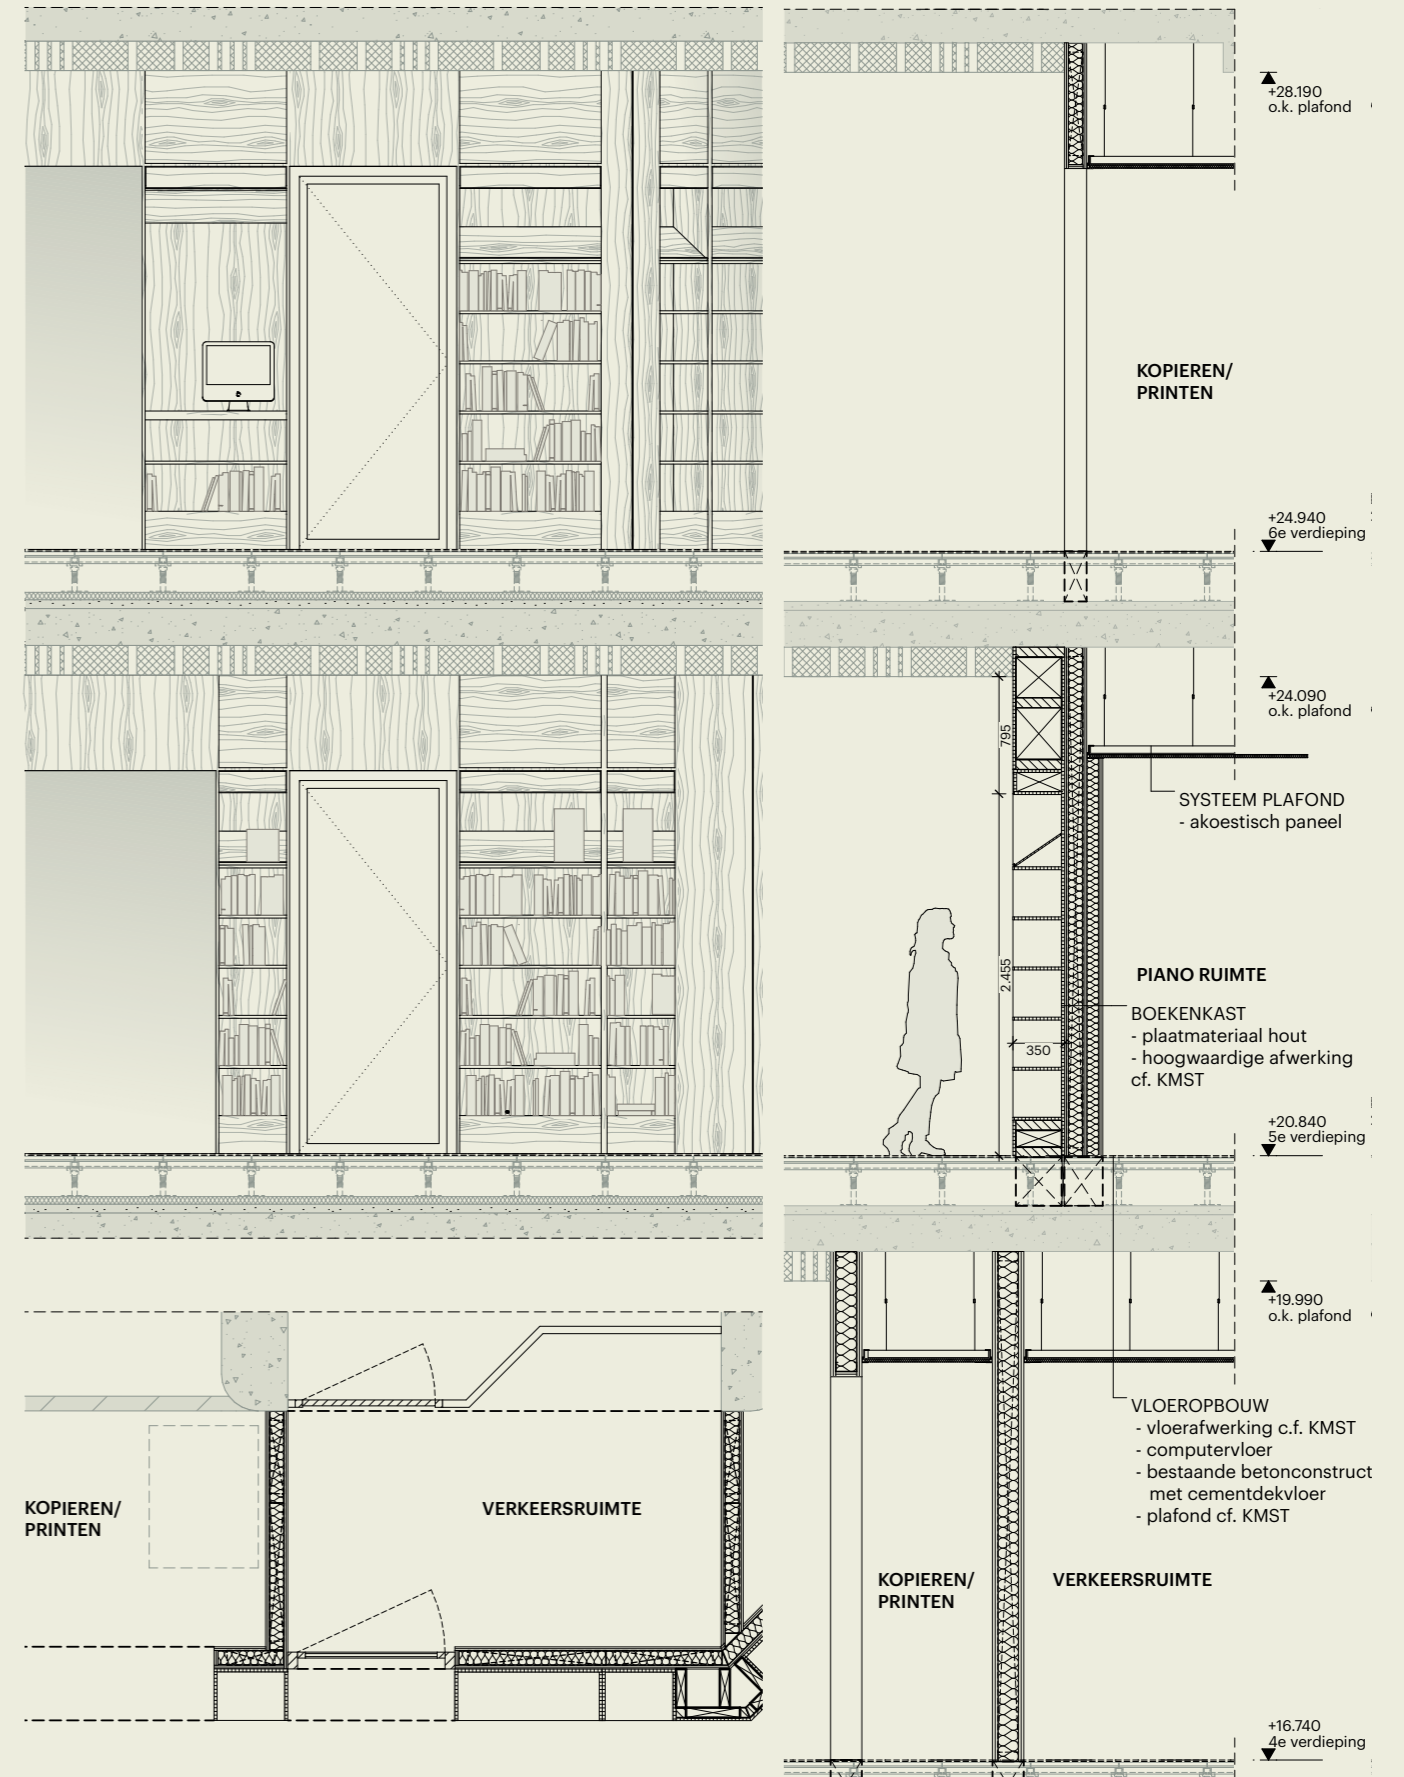 +28.190
o.k. plafond
KOPIEREN/
PRINTEN
+24.940
6e verdieping
+24.090
o.k. plafond
795
SYSTEEM PLAFOND
- akoestisch paneel
2.455
PIANO RUIMTE
BOEKENKAST
- plaatmateriaal hout
- hoogwaardige afwerking
cf. KMST
350
+20.840
5e verdieping
+19.990
o.k. plafond
VLOEROPBOUW
- vloerafwerking c.f. KMST
- computervloer
- bestaande betonconstruct
met cementdekvloer
- plafond cf. KMST
KOPIEREN/
PRINTEN
VERKEERSRUIMTE
KOPIEREN/
PRINTEN
VERKEERSRUIMTE
+16.740
4e verdieping